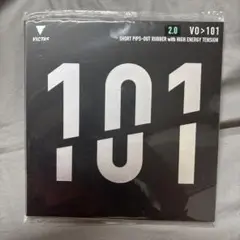 VICTAS
2.0
VO>101
SHORT PIPS-OUT RUBBER with HIGH ENERGY TENSION
101